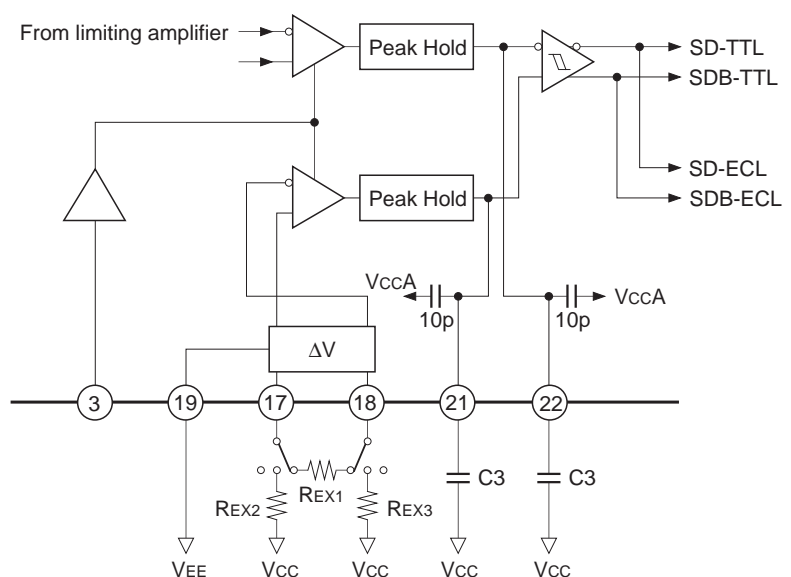 From limiting amplifier
Peak Hold
SD-TTL
SDB-TTL
SD-ECL
Peak Hold
SDB-ECL
VccA
10p
10p
VccA
ΔV
3
19
17
18
21
22
REX1
C3
C3
REX2
REX3
VEE
VCC
VCC
VCC
VCC